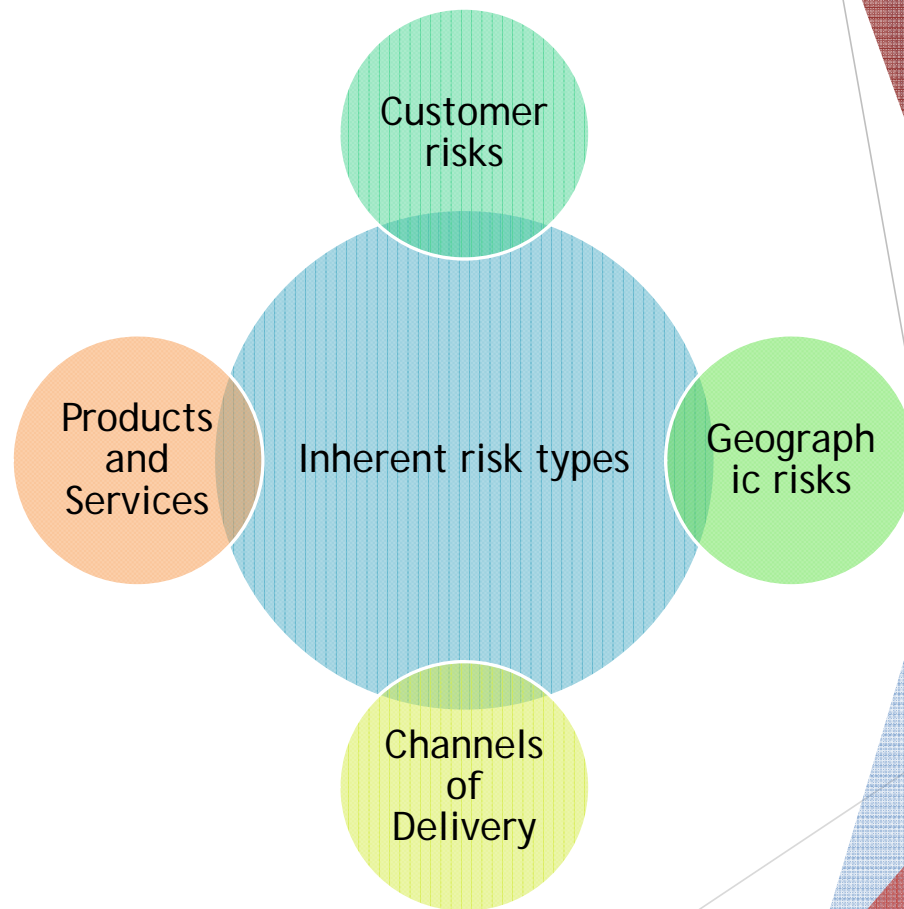 Customer
risks
Products
and
Services
Inherent risk types
Geograph
ic risks
Channels
of
Delivery